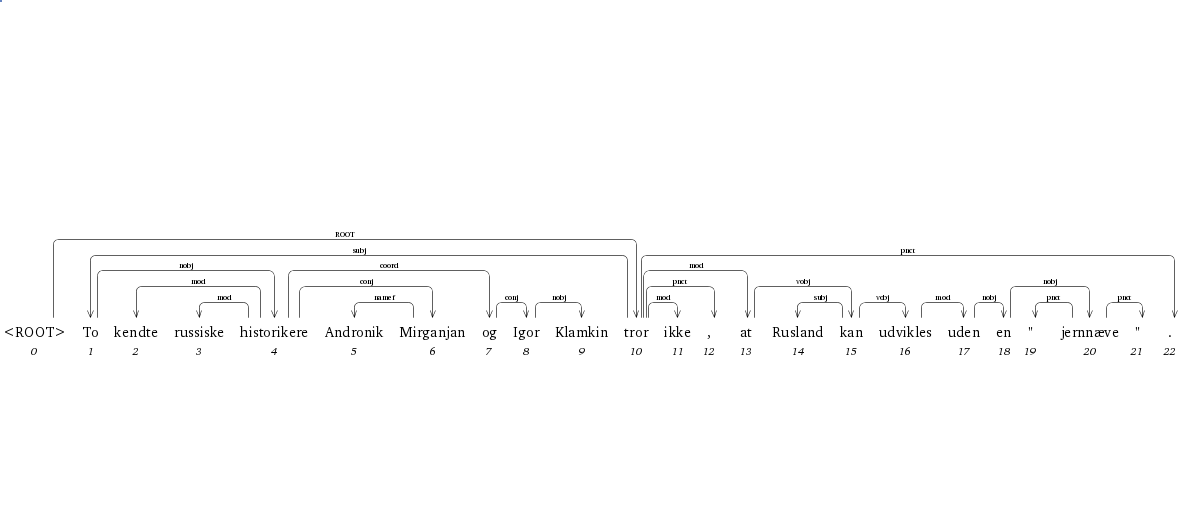 ROOT
subj pnct
nobj coord mod
mod conj pnct vobj nobj
mod namef conj nobj mod subj vobj mod nobj pnct pnct
<ROOT> To kendte russiske historikere Andronik Mirganjan og Igor Klamkin tror ikke , at Rusland kan udvikles uden en " jernnæve " .
0 1 2 3 4 5 6 7 8 9 10 11 12 13 14 15 16 17 18 19 20 21 22